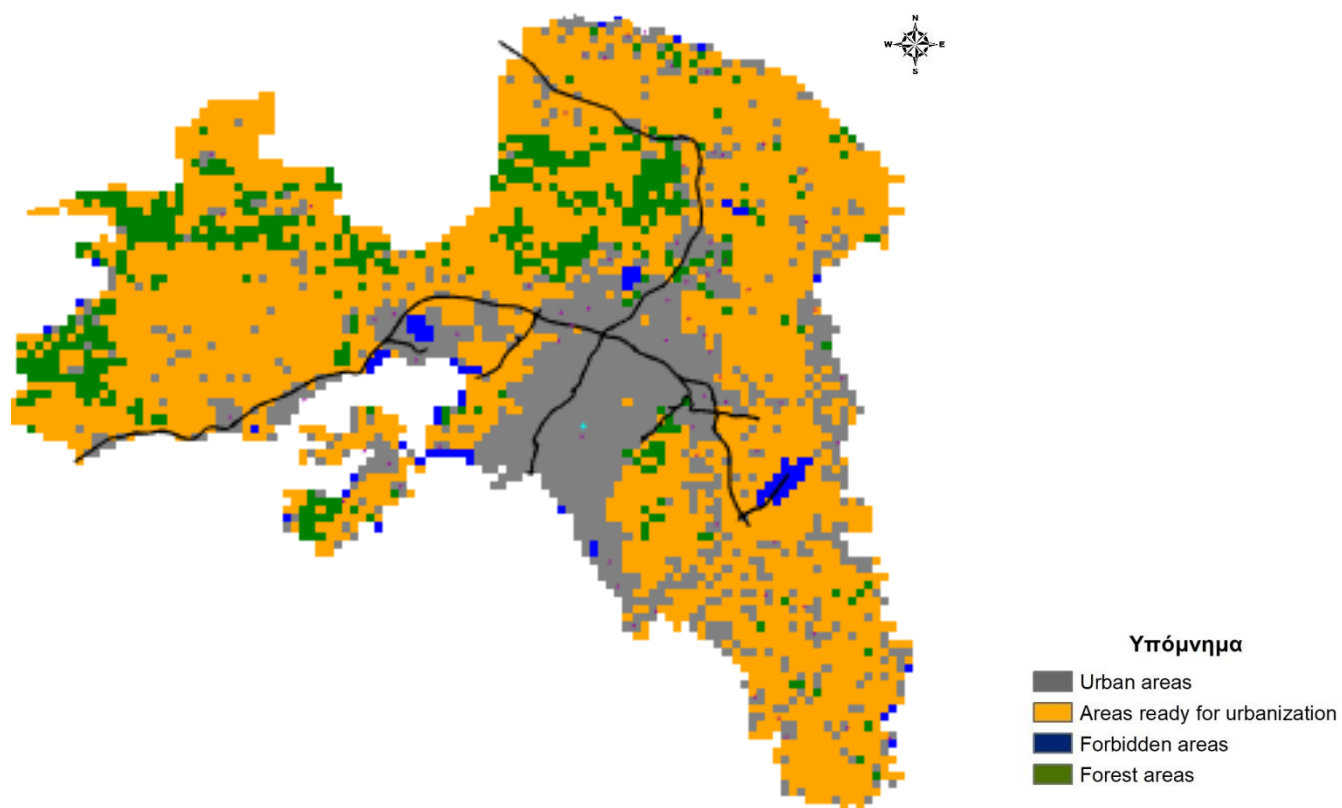 N
W E
S
Υπόμνημα
Urban areas
Areas ready for urbanization
Forbidden areas
Forest areas